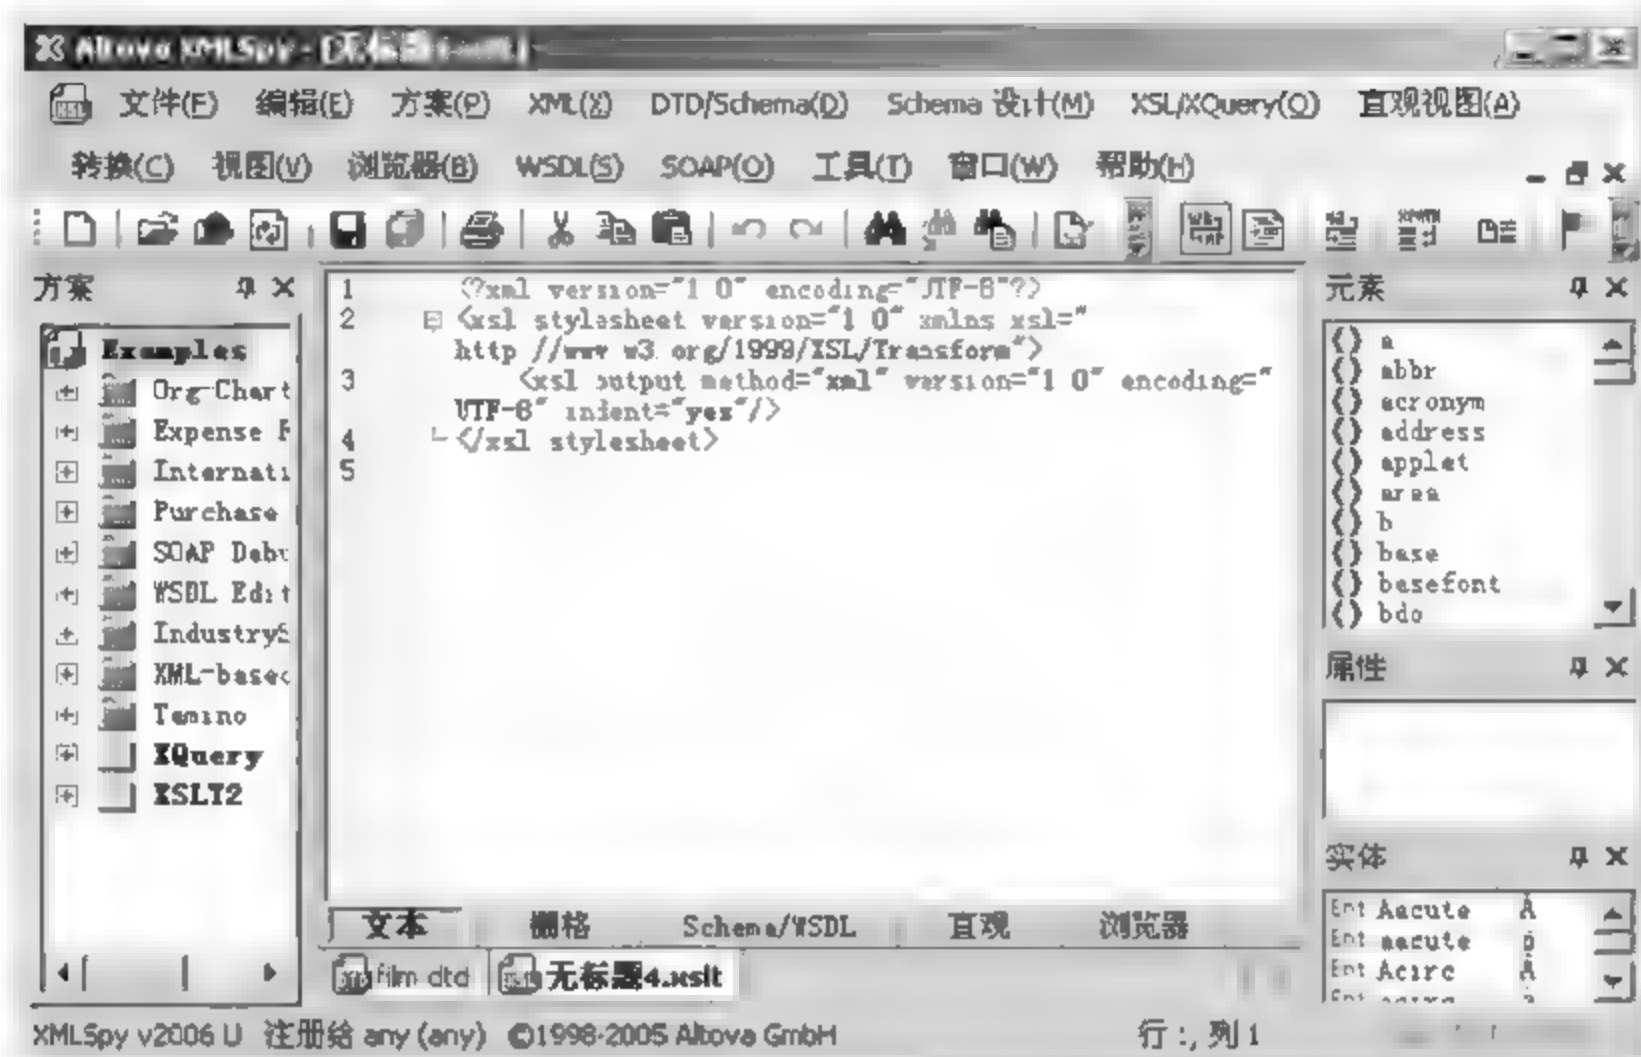 Altova XMLSpy - [无标题
文件(F) 编辑(E) 方案(P) XML(X) DTD/Schema(D) Schema 设计(M) XSL/XQuery(Q) 直观视图(A)
转换(C) 视图(V) 浏览器(B) WSDL(S) SOAP(O) 工具(T) 窗口(W) 帮助(H)
方案
Examples
Org-Chart
Expense
Internati
Purchase
SOAP Debu
WSDL Edit
IndustryS
XML-based
Tamino
XQuery
XSLT2
1 <?xml version="1 0" encoding="UTF-8"?>
2 <xsl stylesheet version="1 0" xmlns xsl="
http //www w3 org/1999/XSL/Transform">
3 <xsl output method="xml" version="1 0" encoding="
UTF-8" indent="yes"/>
4 </xsl stylesheet>
5
文本 栅格 Schema/WSDL 直观 浏览器
film dtd 无标题4.xslt
元素
a
abbr
acronym
address
applet
area
b
base
basefont
bdo
属性
实体
Ent Aacute Á
Ent aacute
Ent Acirc Â
XMLSpy v2006 U 注册给 any (any) ©1998-2005 Altova GmbH 行 :, 列 1